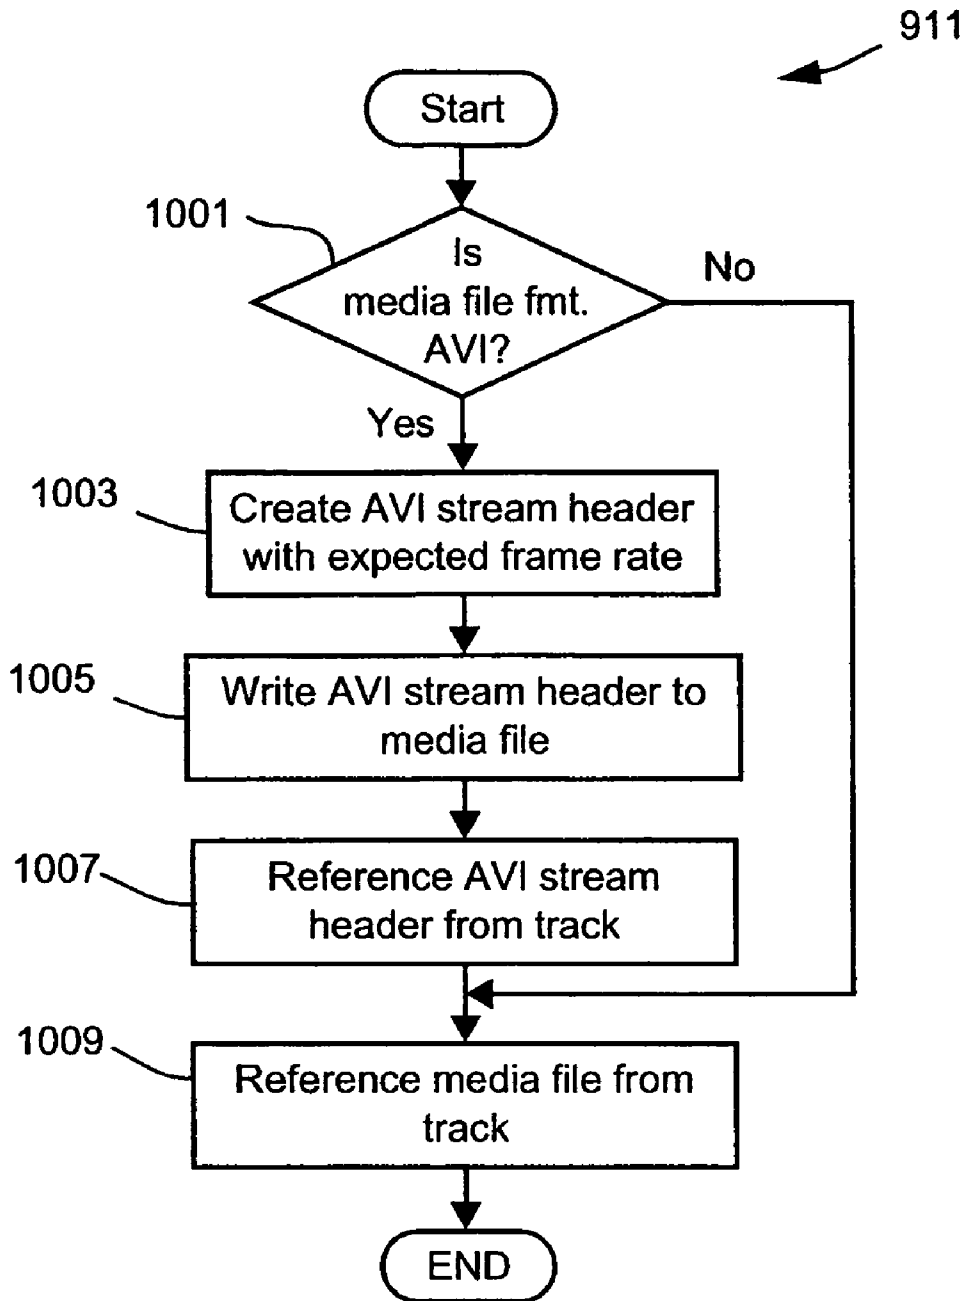 911
Start
1001
Is
media file fmt.
AVI?
No
Yes
1003
Create AVI stream header
with expected frame rate
1005
Write AVI stream header to
media file
1007
Reference AVI stream
header from track
1009
Reference media file from
track
END